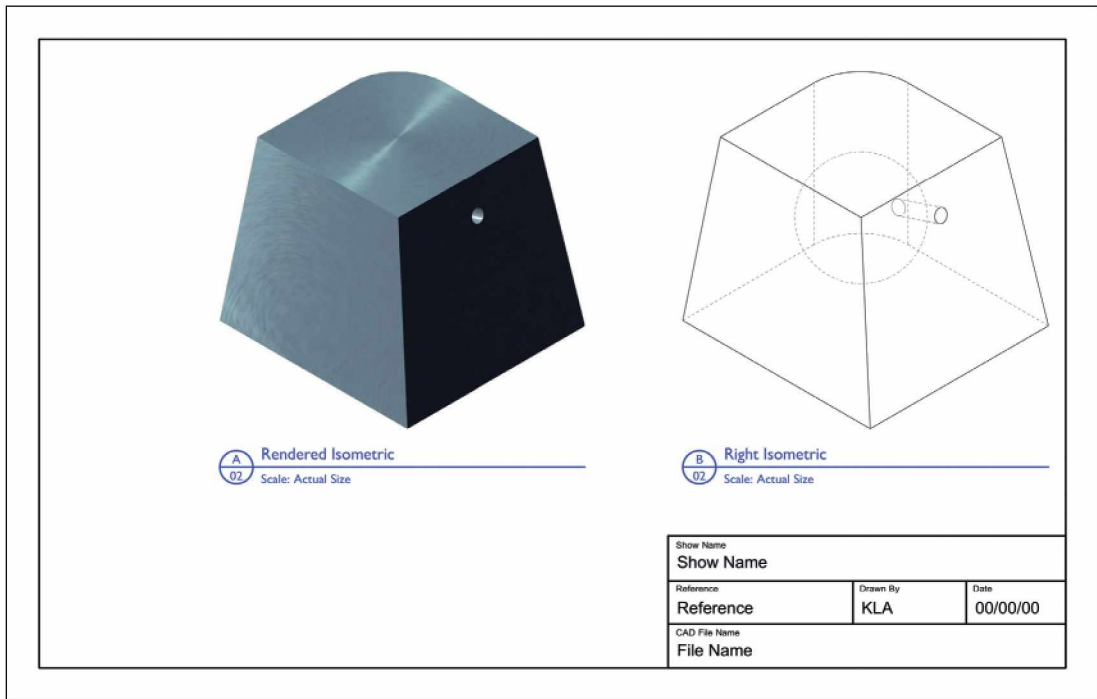 A
02
Rendered Isometric
Scale: Actual Size
B
02
Right Isometric
Scale: Actual Size
Show Name
Show Name
Reference
Reference
Drawn By
KLA
Date
00/00/00
CAD File Name
File Name